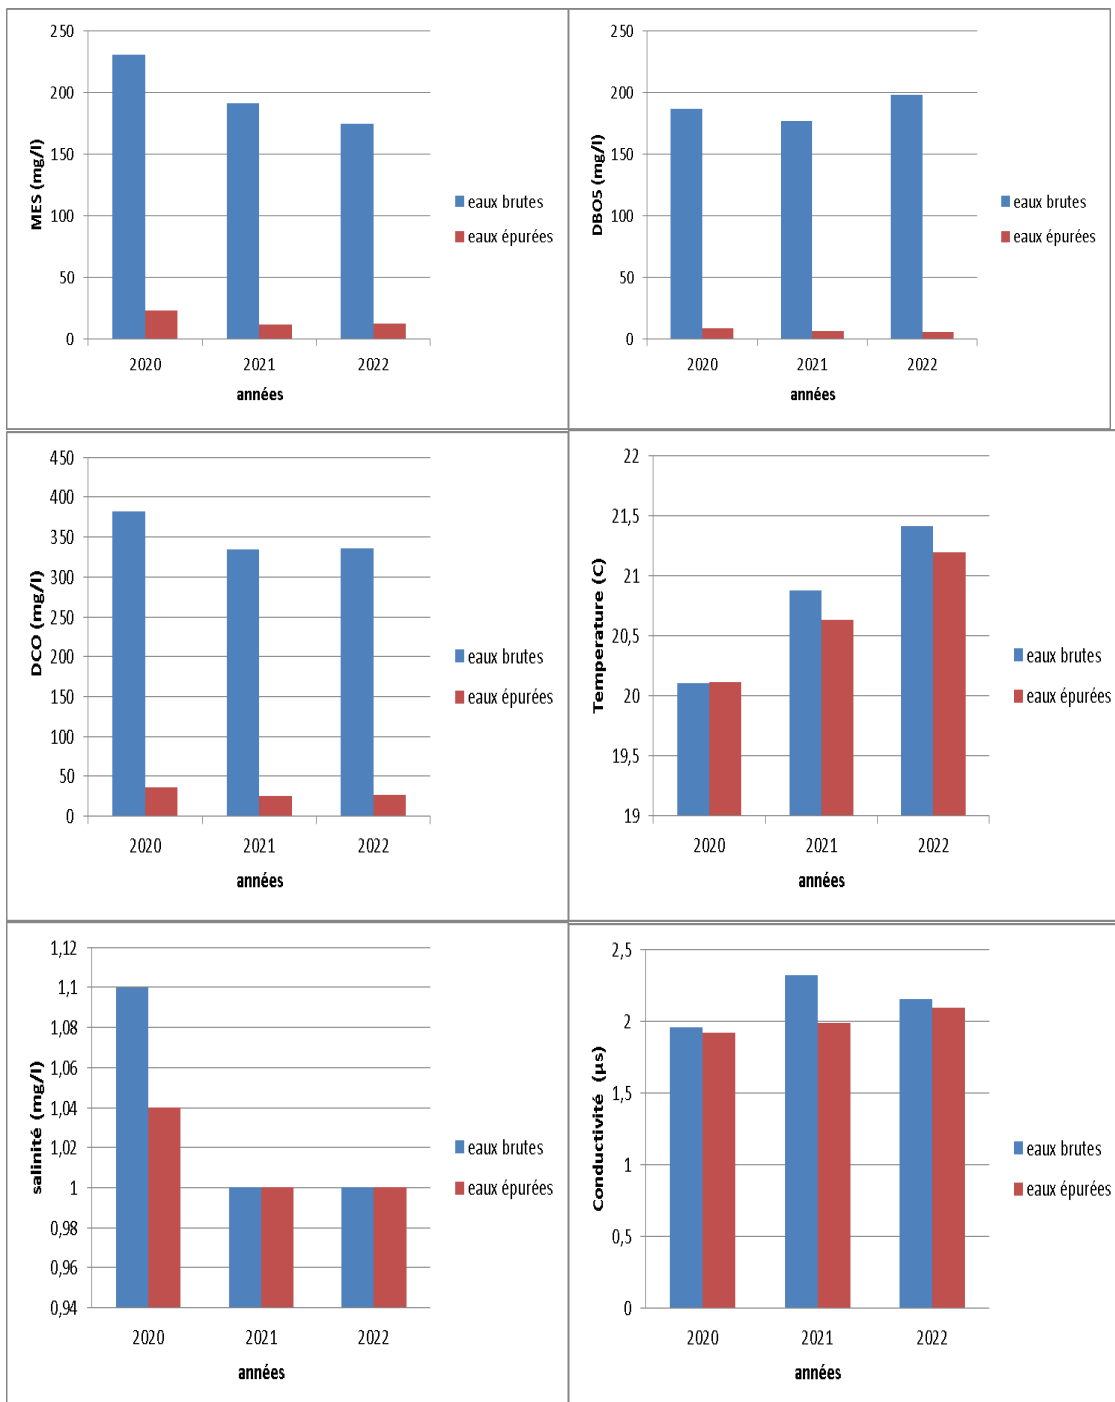 250
200
150
100
50
0
MES (mg/l)
2020 2021 2022
années
eaux brutes
eaux épurées
250
200
150
100
50
0
DBO5 (mg/l)
2020 2021 2022
années
eaux brutes
eaux épurées
450
400
350
300
250
200
150
100
50
0
DCO (mg/l)
2020 2021 2022
années
eaux brutes
eaux épurées
22
21,5
21
20,5
20
19,5
19
Temperature (C)
2020 2021 2022
années
eaux brutes
eaux épurées
1,12
1,1
1,08
1,06
1,04
1,02
1
0,98
0,96
0,94
salinité (mg/l)
2020 2021 2022
années
eaux brutes
eaux épurées
2,5
2
1,5
1
0,5
0
Conductivité (µs)
2020 2021 2022
années
eaux brutes
eaux épurées